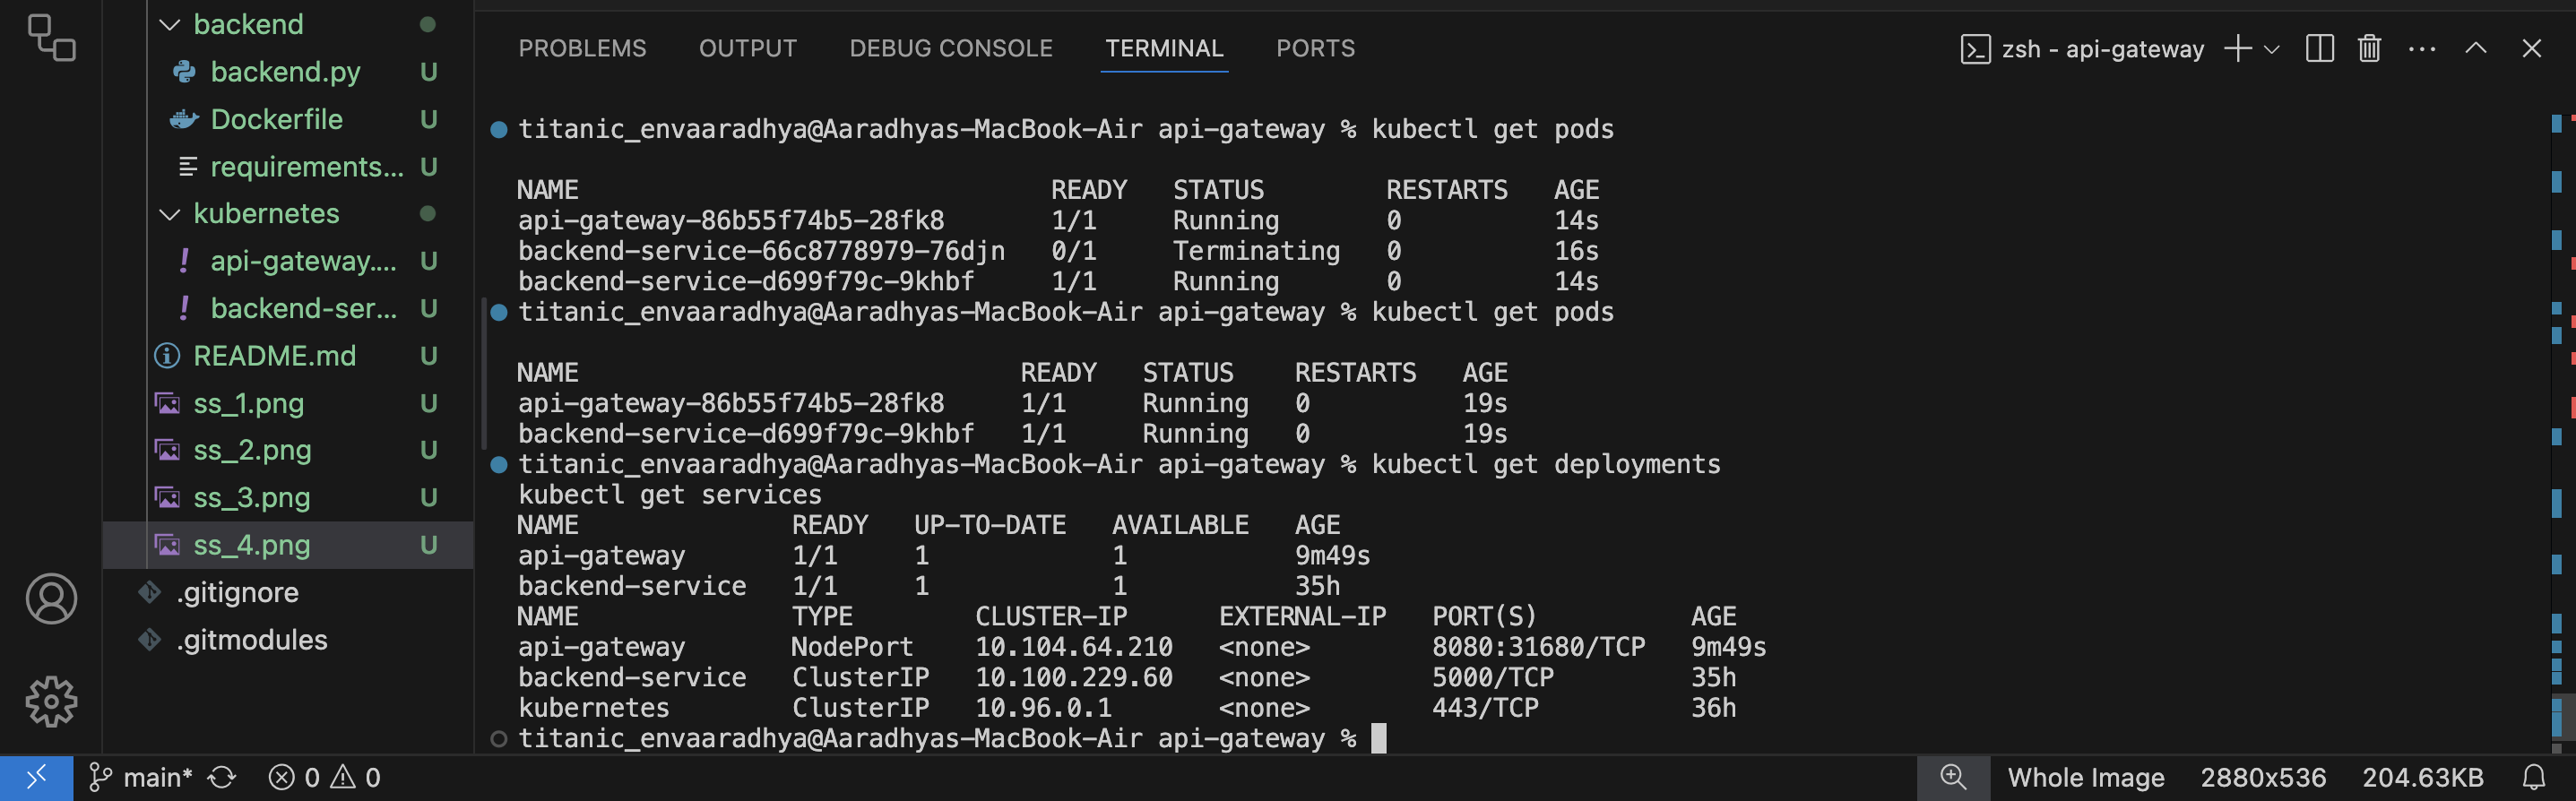 backend
backend.py U
Dockerfile U
requirements... U
kubernetes
! api-gateway.... U
! backend-ser... U
README.md U
ss_1.png U
ss_2.png U
ss_3.png U
ss_4.png U
.gitignore
.gitmodules
PROBLEMS OUTPUT DEBUG CONSOLE TERMINAL PORTS
zsh - api-gateway
titanic_envaaradhya@Aaradhyas-MacBook-Air api-gateway % kubectl get pods
NAME READY STATUS RESTARTS AGE
api-gateway-86b55f74b5-28fk8 1/1 Running 0 14s
backend-service-66c8778979-76djn 0/1 Terminating 0 16s
backend-service-d699f79c-9khbf 1/1 Running 0 14s
titanic_envaaradhya@Aaradhyas-MacBook-Air api-gateway % kubectl get pods
NAME READY STATUS RESTARTS AGE
api-gateway-86b55f74b5-28fk8 1/1 Running 0 19s
backend-service-d699f79c-9khbf 1/1 Running 0 19s
titanic_envaaradhya@Aaradhyas-MacBook-Air api-gateway % kubectl get deployments
kubectl get services
NAME READY UP-TO-DATE AVAILABLE AGE
api-gateway 1/1 1 1 9m49s
backend-service 1/1 1 1 35h
NAME TYPE CLUSTER-IP EXTERNAL-IP PORT(S) AGE
api-gateway NodePort 10.104.64.210 <none> 8080:31680/TCP 9m49s
backend-service ClusterIP 10.100.229.60 <none> 5000/TCP 35h
kubernetes ClusterIP 10.96.0.1 <none> 443/TCP 36h
titanic_envaaradhya@Aaradhyas-MacBook-Air api-gateway %
main* 0 0 Whole Image 2880x536 204.63KB